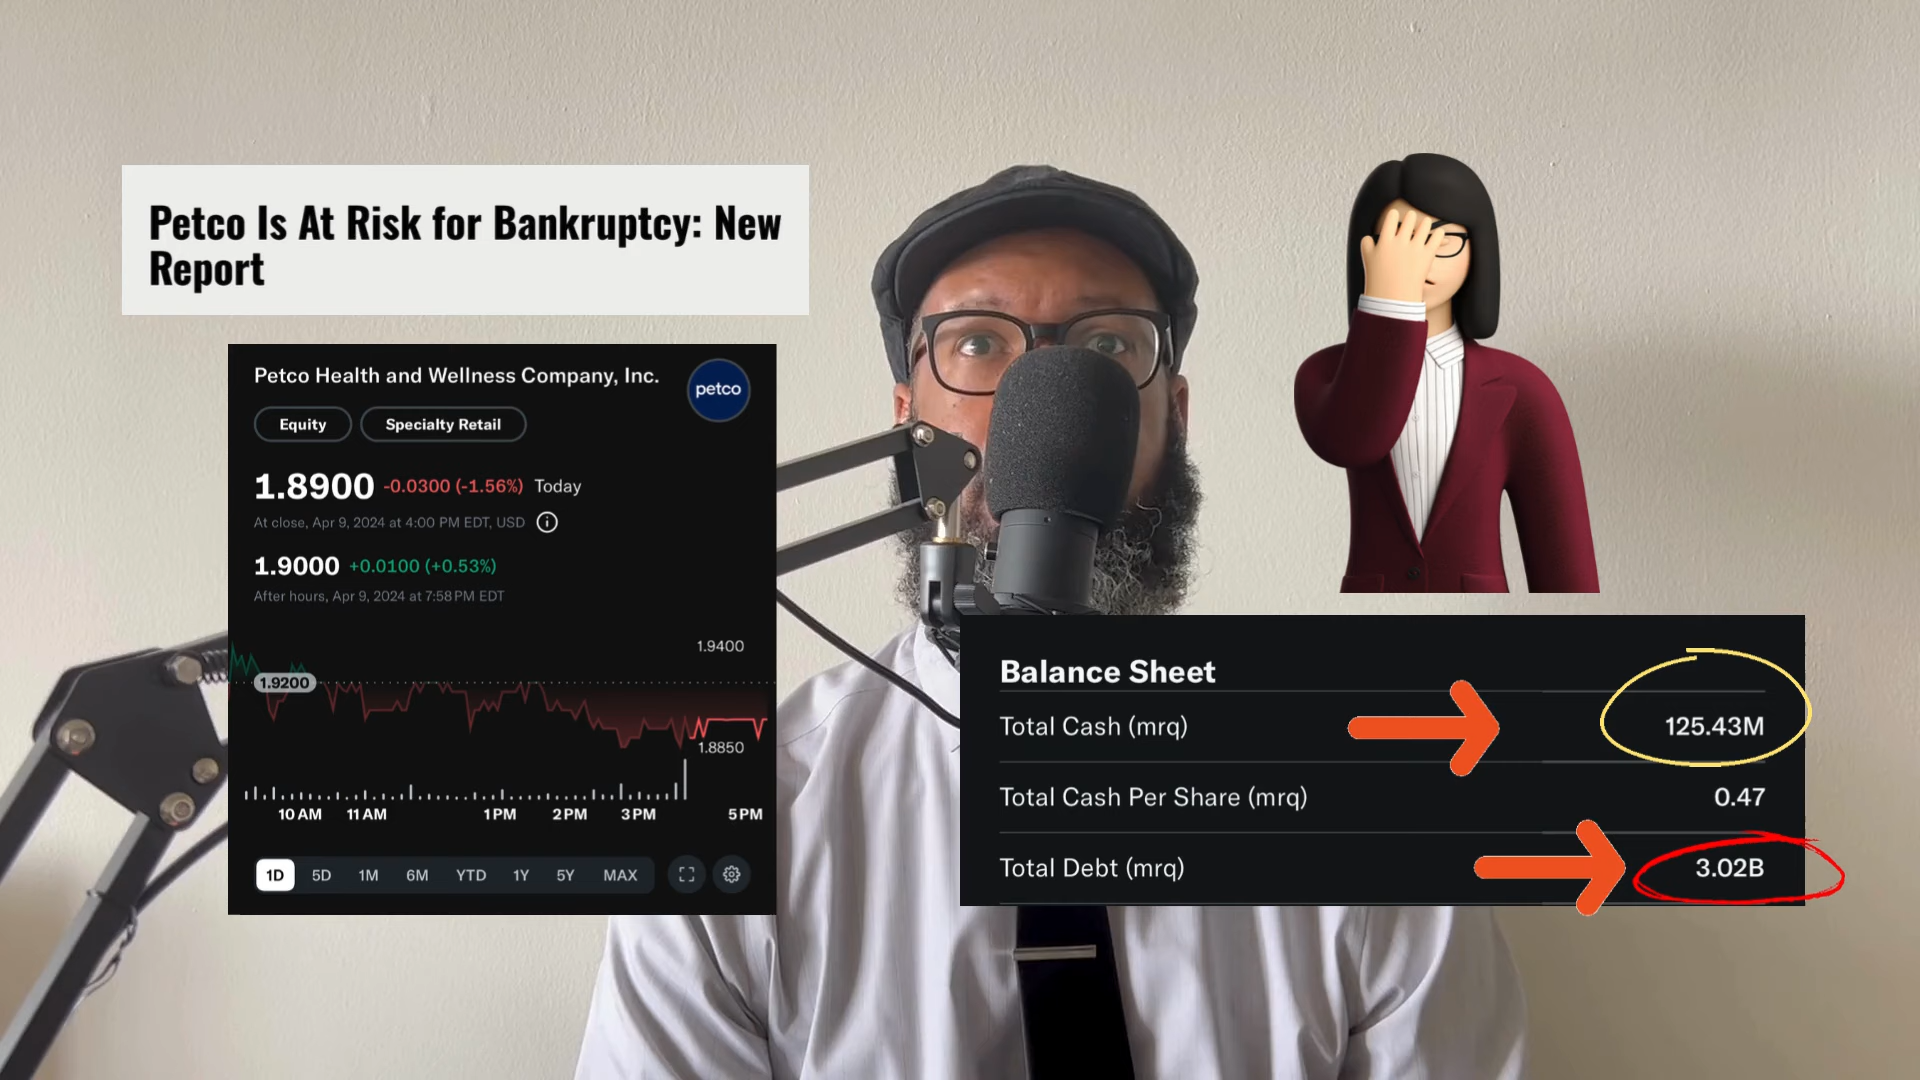 Petco Is At Risk for Bankruptcy: New
Report
Petco Health and Wellness Company, Inc.
petco
Equity
Specialty Retail
1.8900 -0.0300 (-1.56%) Today
At close, Apr 9, 2024 at 4:00 PM EDT, USD
1.9000 +0.0100 (+0.53%)
After hours, Apr 9, 2024 at 7:58 PM EDT
1.9400
1.9200
1.8850
10 AM 11 AM 1 PM 2 PM 3 PM 5 PM
1D 5D 1M 6M YTD 1Y 5Y MAX
Balance Sheet
Total Cash (mrq) 125.43M
Total Cash Per Share (mrq) 0.47
Total Debt (mrq) 3.02B